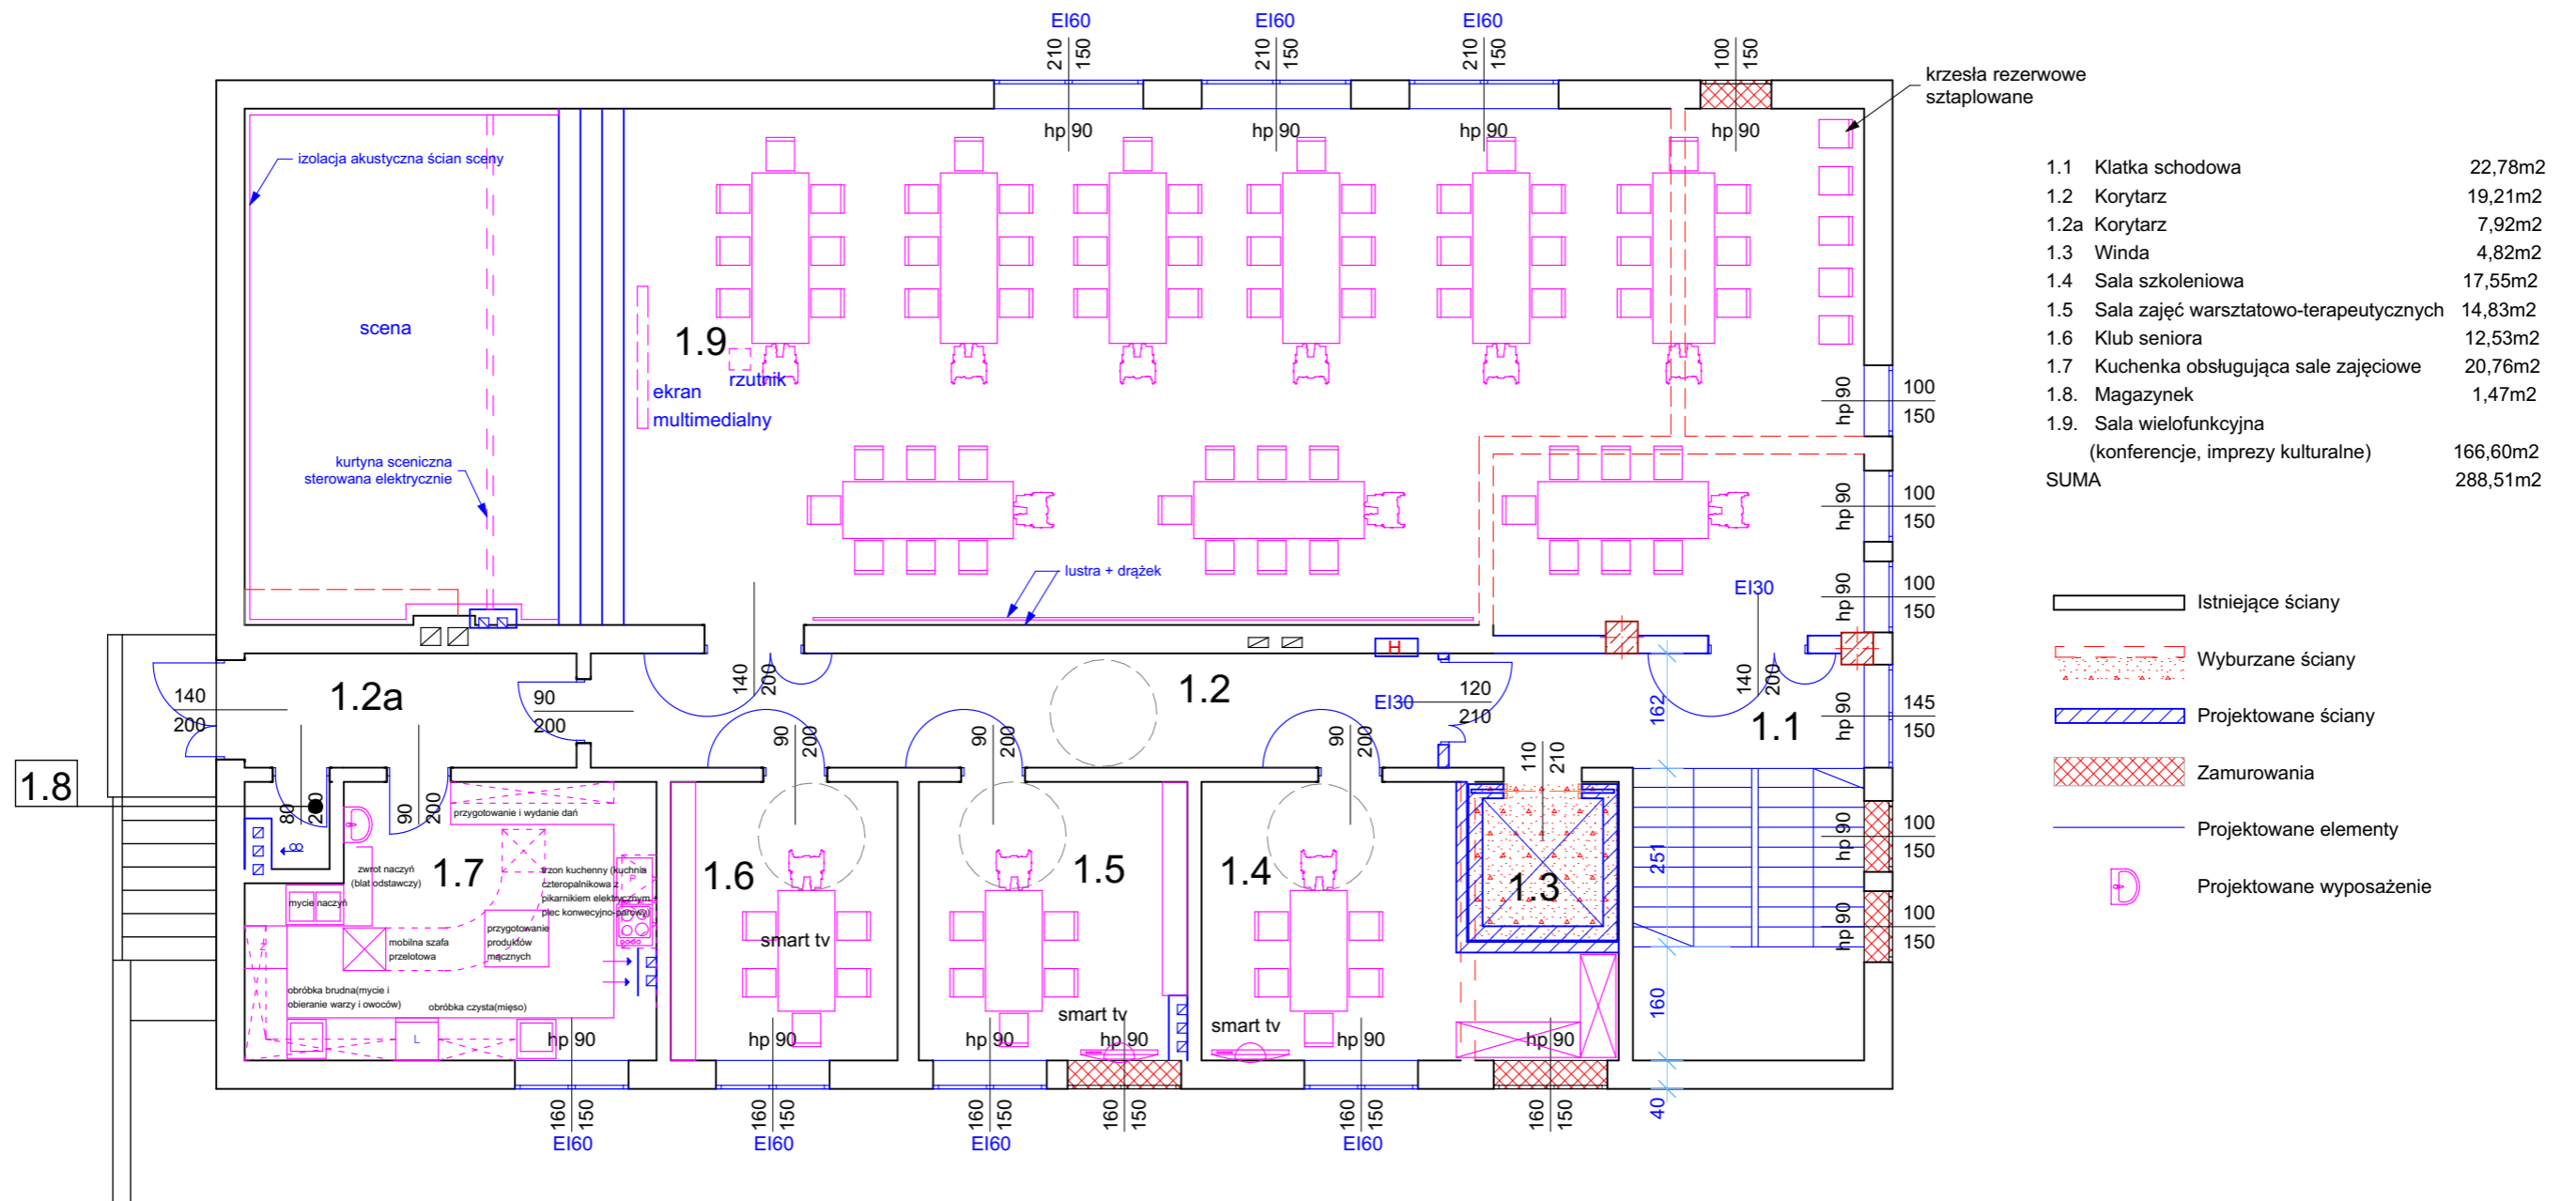 EI60
EI60
EI60
210
150
210
150
210
150
100
150
hp 90
hp 90
hp 90
hp 90
krzesła rezerwowe
sztaplowane
izolacja akustyczna ścian sceny
scena
kurtyna sceniczna
sterowana elektrycznie
1.9
rzutnik
ekran
multimedialny
lustra + drążek
hp 90
100
150
hp 90
100
150
hp 90
100
150
EI30
140
200
1.1 Klatka schodowa 22,78m2
1.2 Korytarz 19,21m2
1.2a Korytarz 7,92m2
1.3 Winda 4,82m2
1.4 Sala szkoleniowa 17,55m2
1.5 Sala zajęć warsztatowo-terapeutycznych 14,83m2
1.6 Klub seniora 12,53m2
1.7 Kuchenka obsługująca sale zajęciowe 20,76m2
1.8. Magazynek 1,47m2
1.9. Sala wielofunkcyjna
(konferencje, imprezy kulturalne) 166,60m2
SUMA 288,51m2
Istniejące ściany
Wyburzane ściany
Projektowane ściany
Zamurowania
Projektowane elementy
Projektowane wyposażenie
140
200
1.2a
90
200
140
200
H
1.2
EI30
120
210
162
1.1
hp 90
145
150
1.8
80
200
90
200
90
200
90
200
90
200
110
210
przygotowanie i wydanie dań
zwrot naczyń
(blat odstawczy)
1.7
trzon kuchenny (kuchnia
czteropalnikowa z
pikarnikiem elektrycznym
piec konwecyjno-parowy)
P
mycie naczyń
mobilna szafa
przelotowa
przygotowanie
produktów
mącznych
obróbka brudna(mycie i
obieranie warzy i owoców)
obróbka czysta(mięso)
L
1.6
smart tv
1.5
smart tv
1.4
smart tv
1.3
251
160
40
hp 90
100
150
hp 90
100
150
hp 90
hp 90
hp 90
hp 90
hp 90
hp 90
160
150
160
150
160
150
160
150
160
150
160
150
EI60
EI60
EI60
EI60